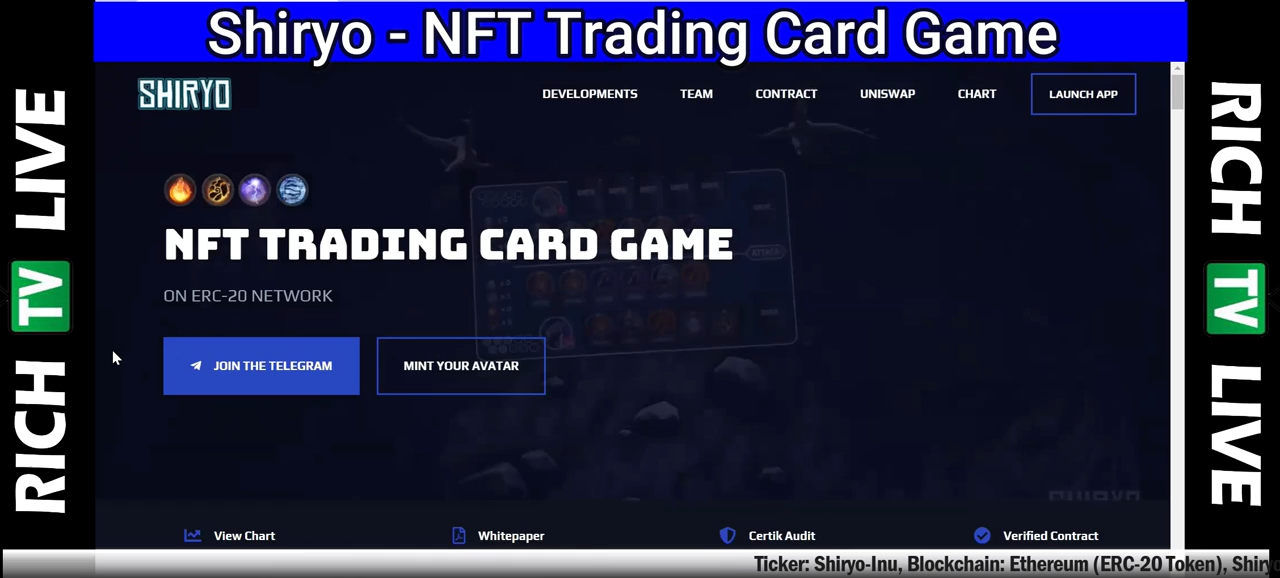 Shiryo - NFT Trading Card Game
RICH TV LIVE
SHIRYO
DEVELOPMENTS
TEAM
CONTRACT
UNISWAP
CHART
LAUNCH APP
NFT TRADING CARD GAME
ON ERC-20 NETWORK
JOIN THE TELEGRAM
MINT YOUR AVATAR
View Chart
Whitepaper
Certik Audit
Verified Contract
Ticker: Shiryo-Inu, Blockchain: Ethereum (ERC-20 Token), Shiry
RICH TV LIVE